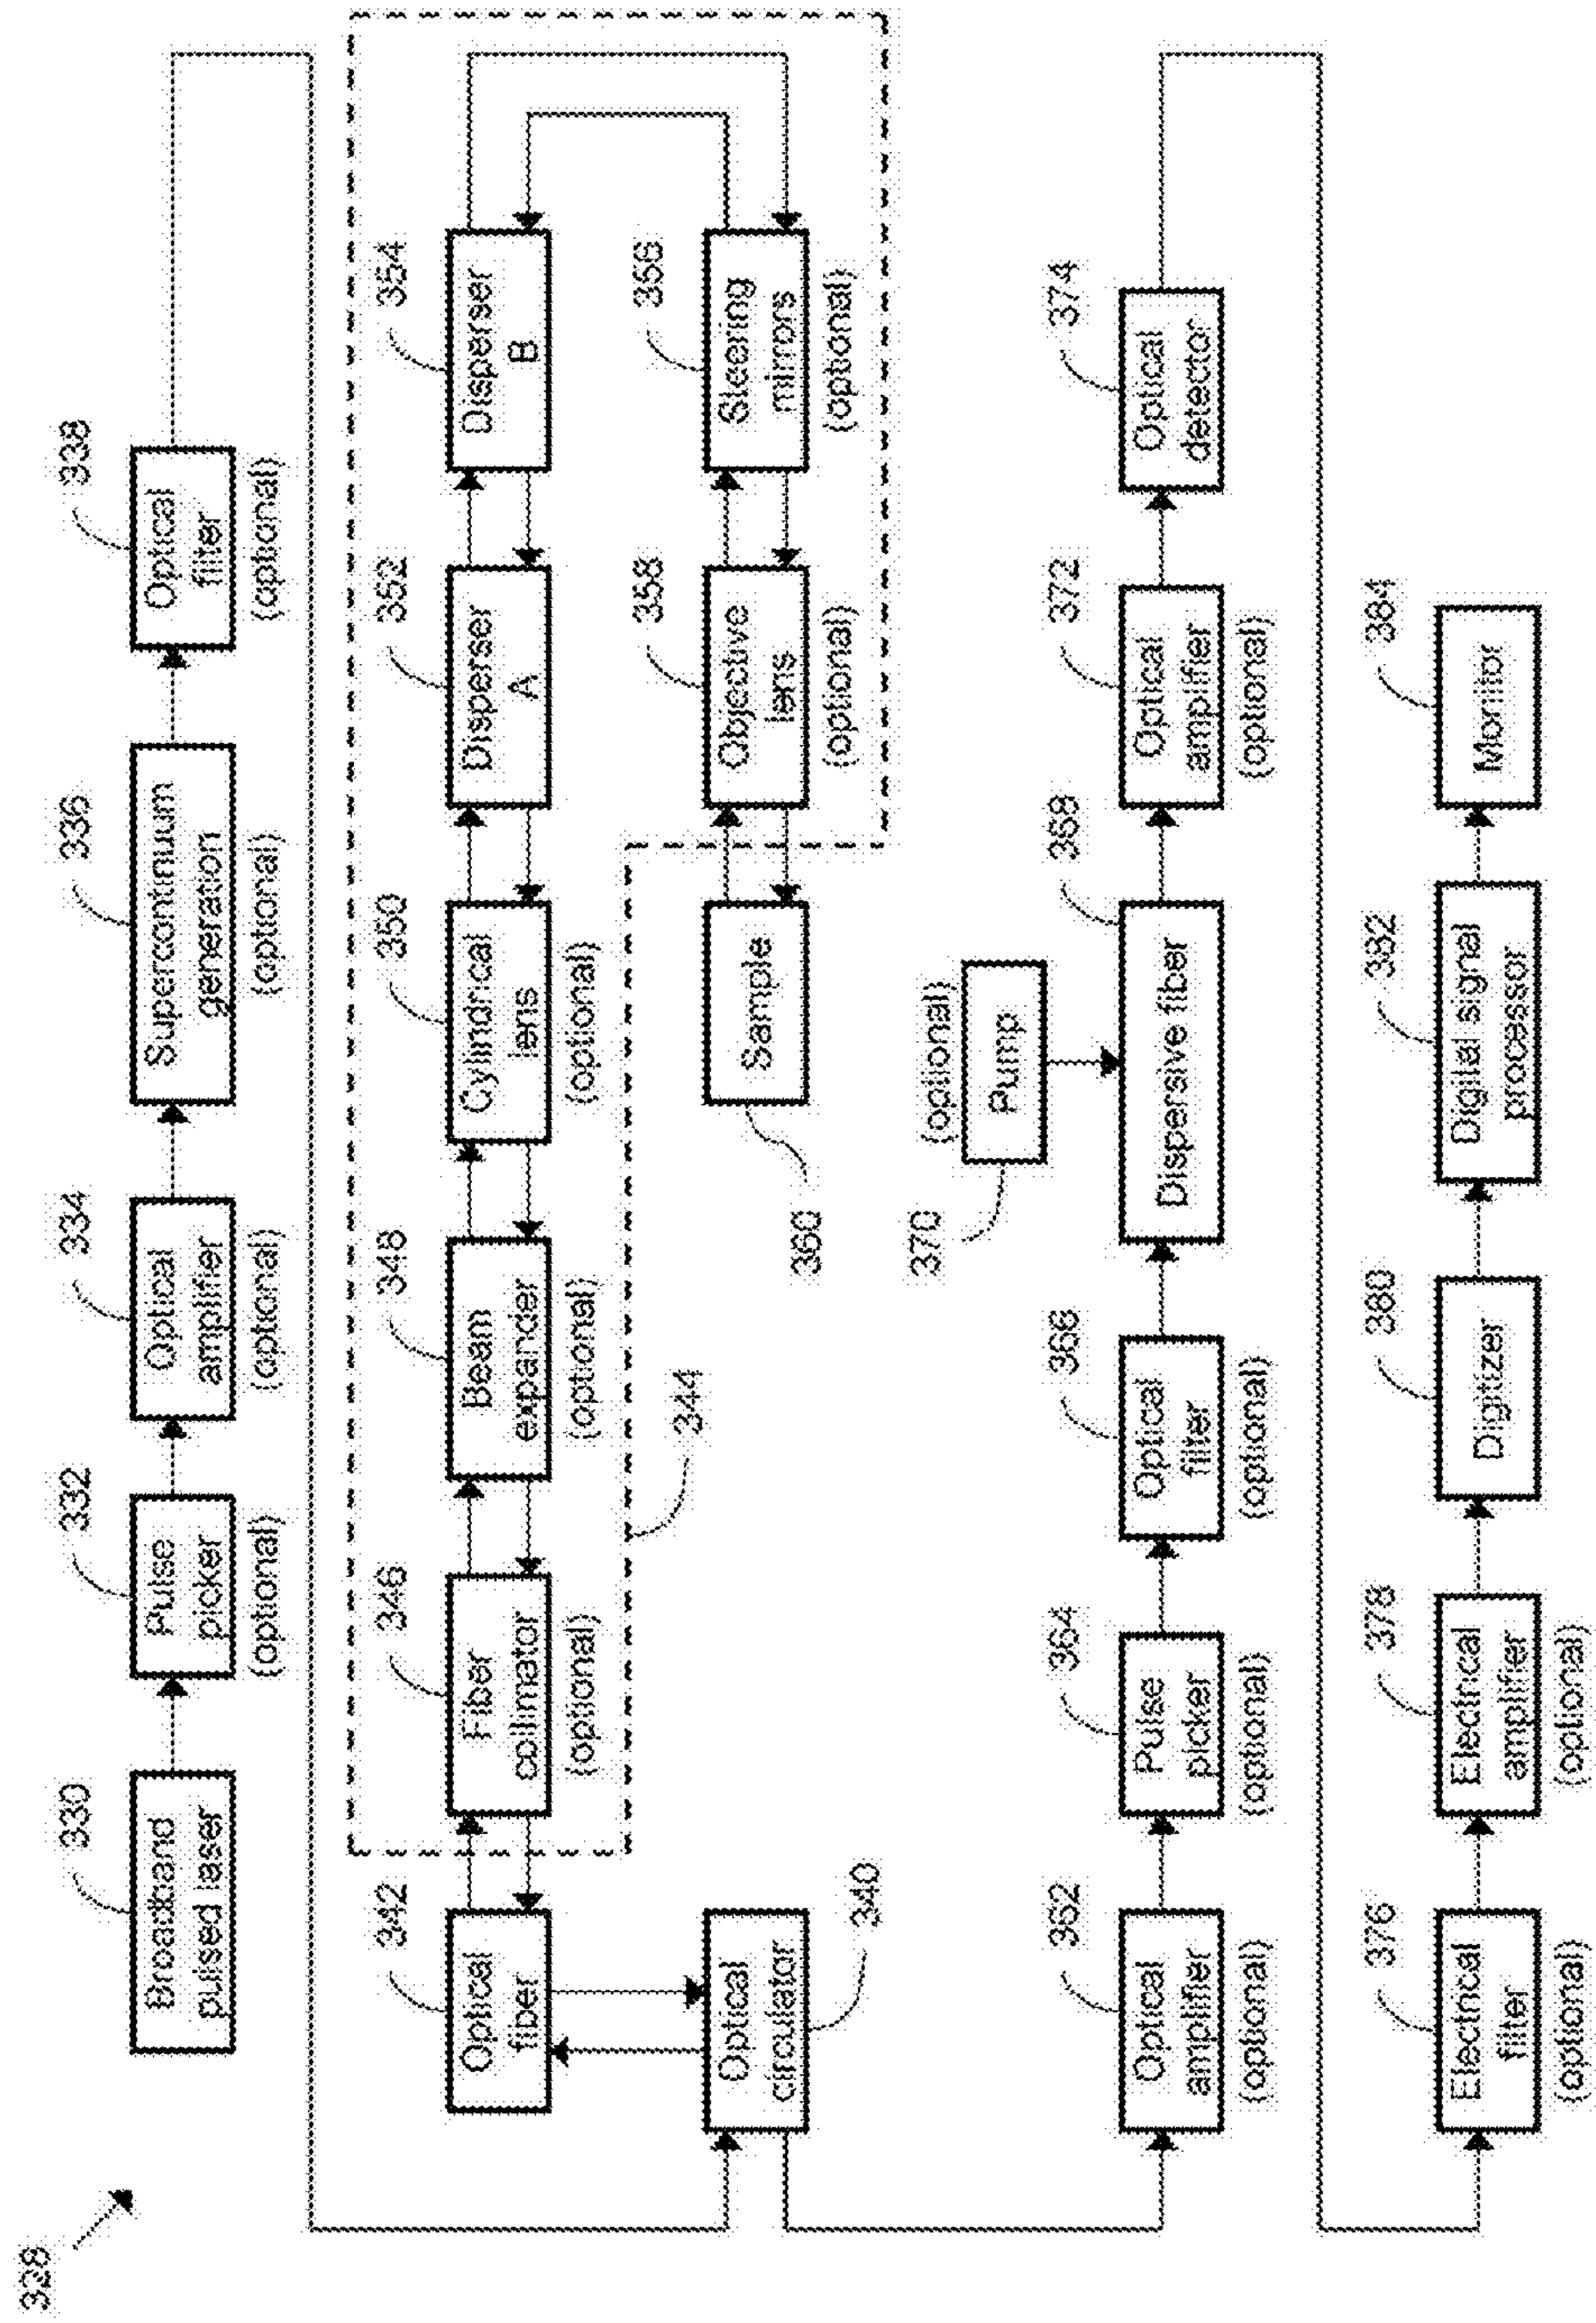 328
330
Broadband
pulsed laser
332
Pulse
picker
(optional)
334
Optical
amplifier
(optional)
336
Supercontinuum
generation
(optional)
338
Optical
filter
(optional)
342
Optical
fiber
340
Optical
circulator
344
346
Fiber
collimator
(optional)
348
Beam
expander
(optional)
350
Cylindrical
lens
(optional)
352
Disperser
A
354
Disperser
B
356
Steering
mirrors
(optional)
358
Objective
lens
(optional)
360
Sample
362
Optical
amplifier
(optional)
364
Pulse
picker
(optional)
366
Optical
filter
(optional)
370
(optional)
Pump
368
Dispersive fiber
372
Optical
amplifier
(optional)
374
Optical
detector
376
Electrical
filter
(optional)
378
Electrical
amplifier
(optional)
380
Digitizer
382
Digital signal
processor
384
Monitor